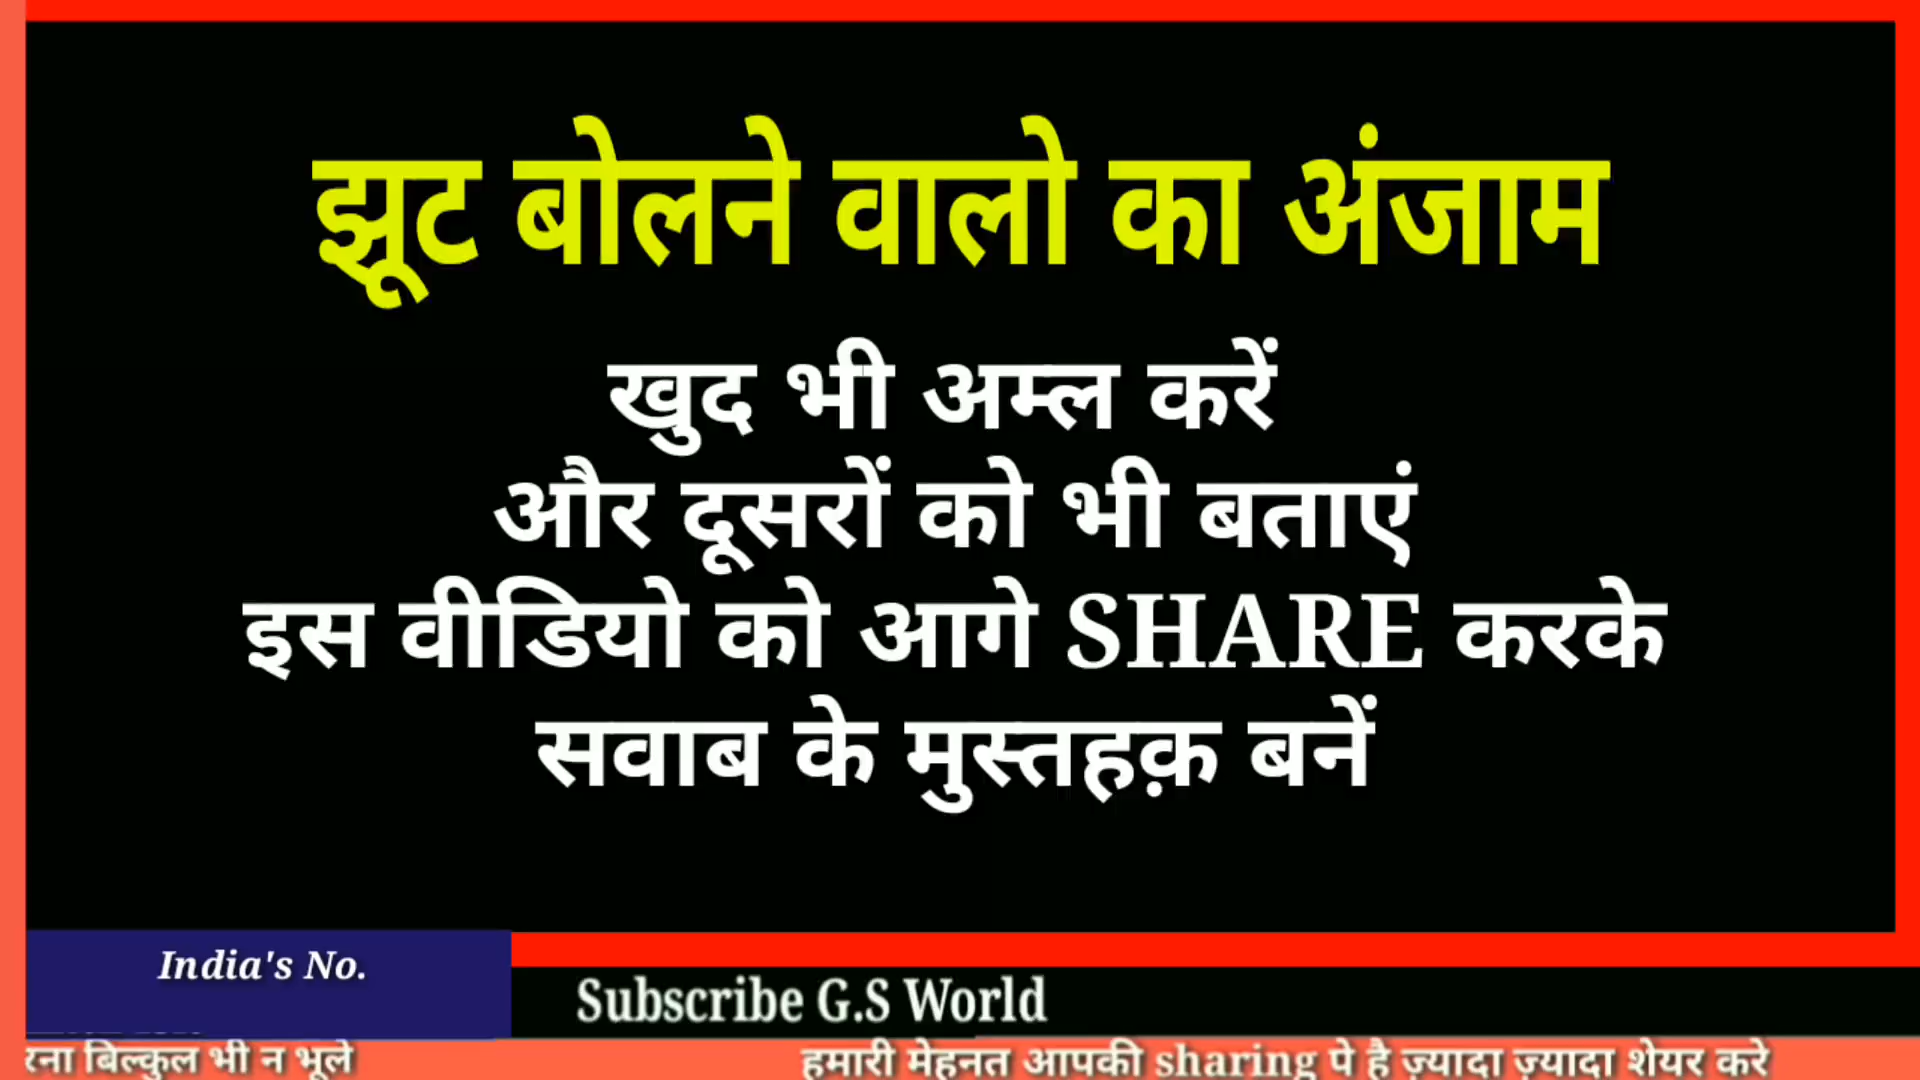 झूट बोलने वालो का अंजाम
खुद भी अम्ल करें
और दूसरों को भी बताएं
इस वीडियो को आगे SHARE करके
सवाब के मुस्तहक़ बनें
India's No.
Subscribe G.S World
रना बिल्कुल भी न भूले हमारी मेहनत आपकी sharing पे है ज़्यादा ज़्यादा शेयर करे